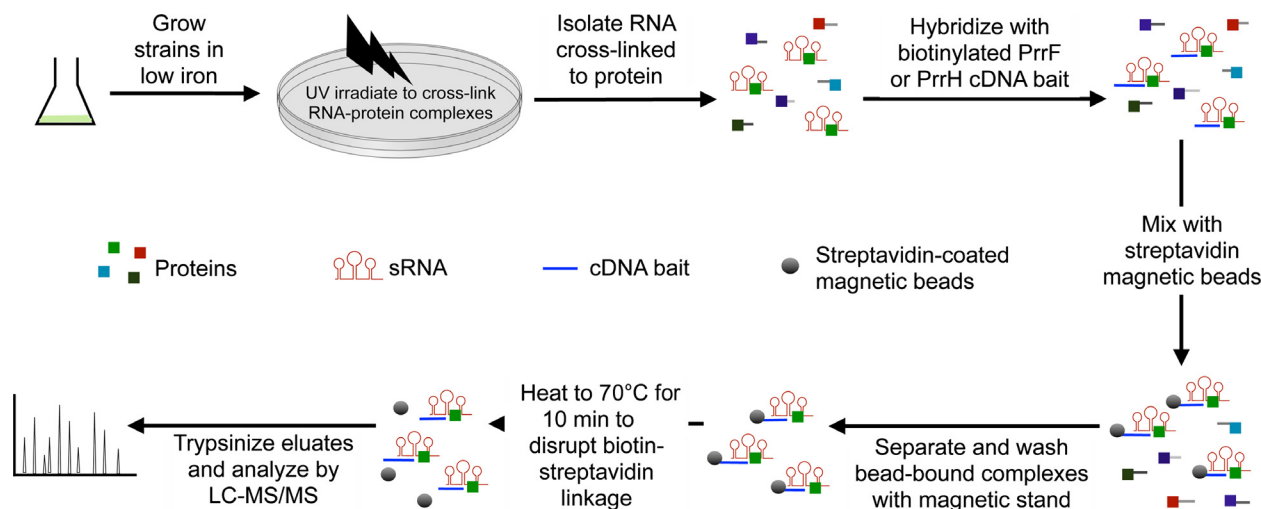 Grow
strains in
low iron
UV irradiate to cross-link
RNA-protein complexes
Isolate RNA
cross-linked
to protein
Hybridize with
biotinylated PrrF
or PrrH cDNA bait
Mix with
streptavidin
magnetic beads
Proteins
sRNA
cDNA bait
Streptavidin-coated
magnetic beads
Separate and wash
bead-bound complexes
with magnetic stand
Heat to 70°C for
10 min to
disrupt biotin-
streptavidin
linkage
Trypsinize eluates
and analyze by
LC-MS/MS